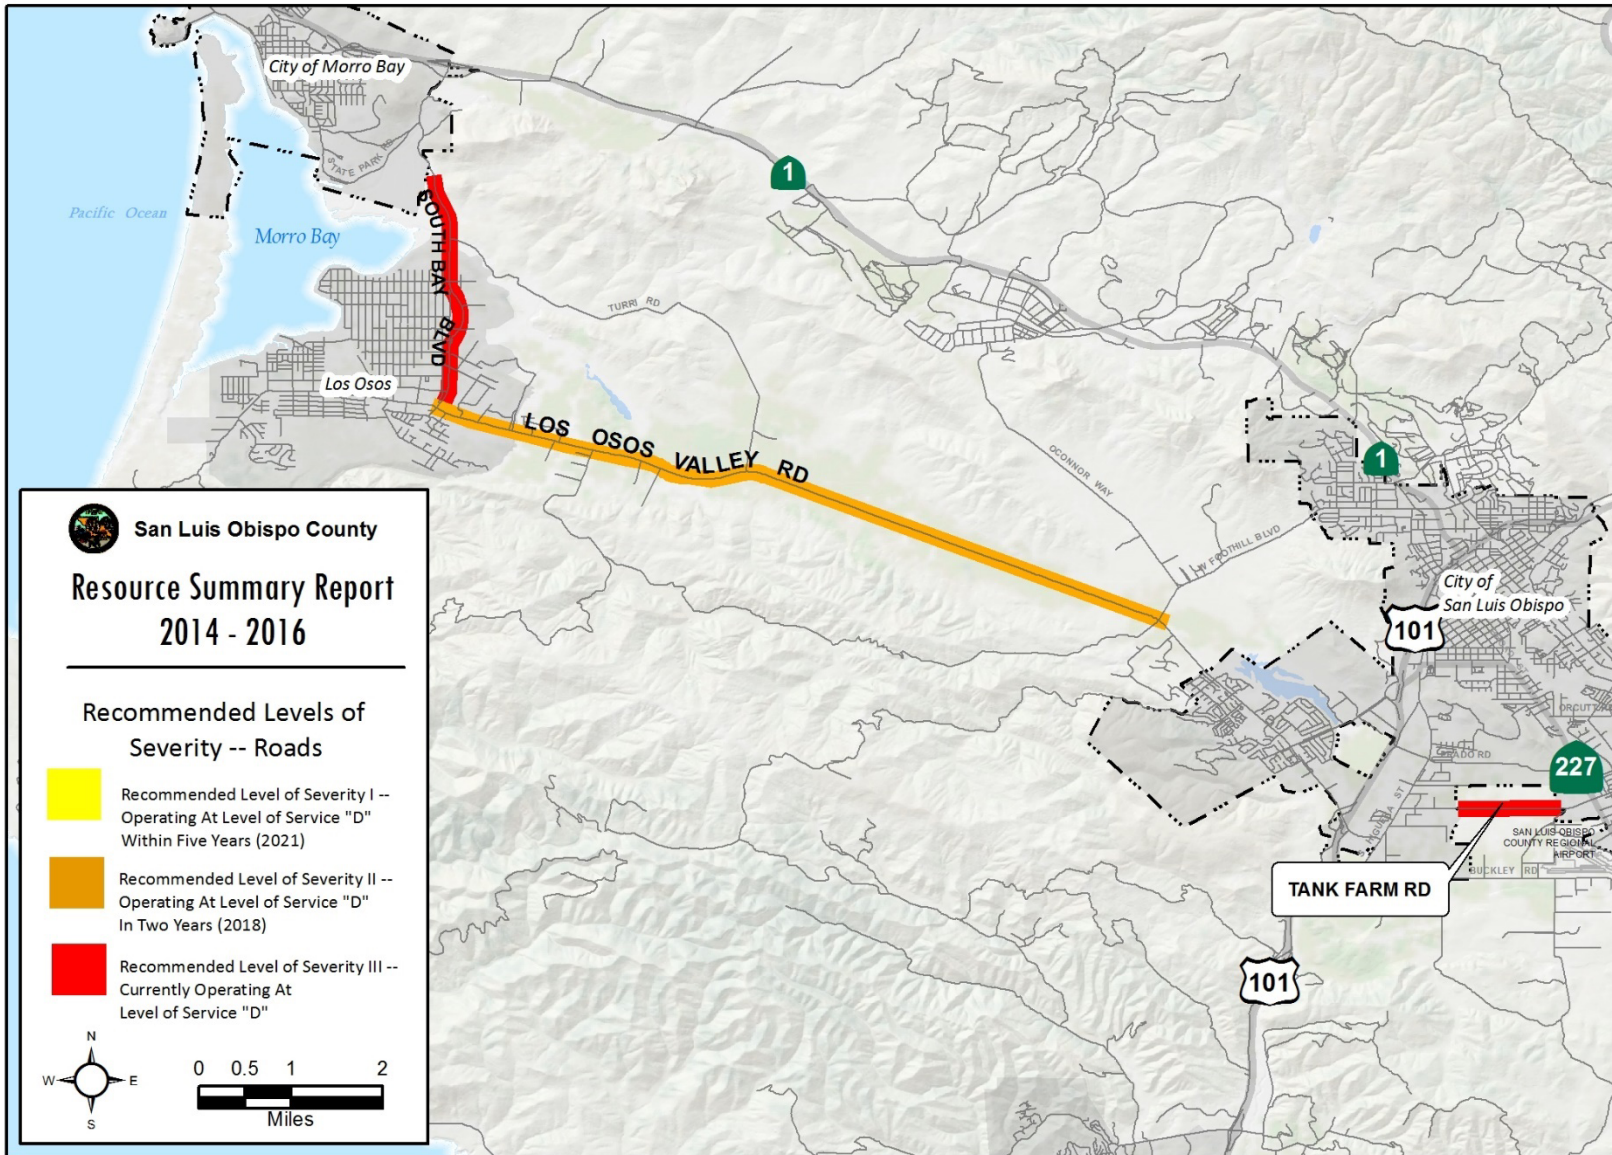 City of Morro Bay
STATE PARK RD
Pacific Ocean
Morro Bay
SOUTH BAY BLVD
1
TURRI RD
Los Osos
LOS OSOS VALLEY RD
OCONNOR WAY
W FOOTHILL BLVD
1
City of
San Luis Obispo
101
ORCUTT
PRADO RD
227
SAN LUIS OBISPO
COUNTY REGIONAL
AIRPORT
BUCKLEY RD
TANK FARM RD
101
San Luis Obispo County
Resource Summary Report
2014 - 2016
Recommended Levels of
Severity -- Roads
Recommended Level of Severity I --
Operating At Level of Service "D"
Within Five Years (2021)
Recommended Level of Severity II --
Operating At Level of Service "D"
In Two Years (2018)
Recommended Level of Severity III --
Currently Operating At
Level of Service "D"
N
W E
S
0 0.5 1 2
Miles